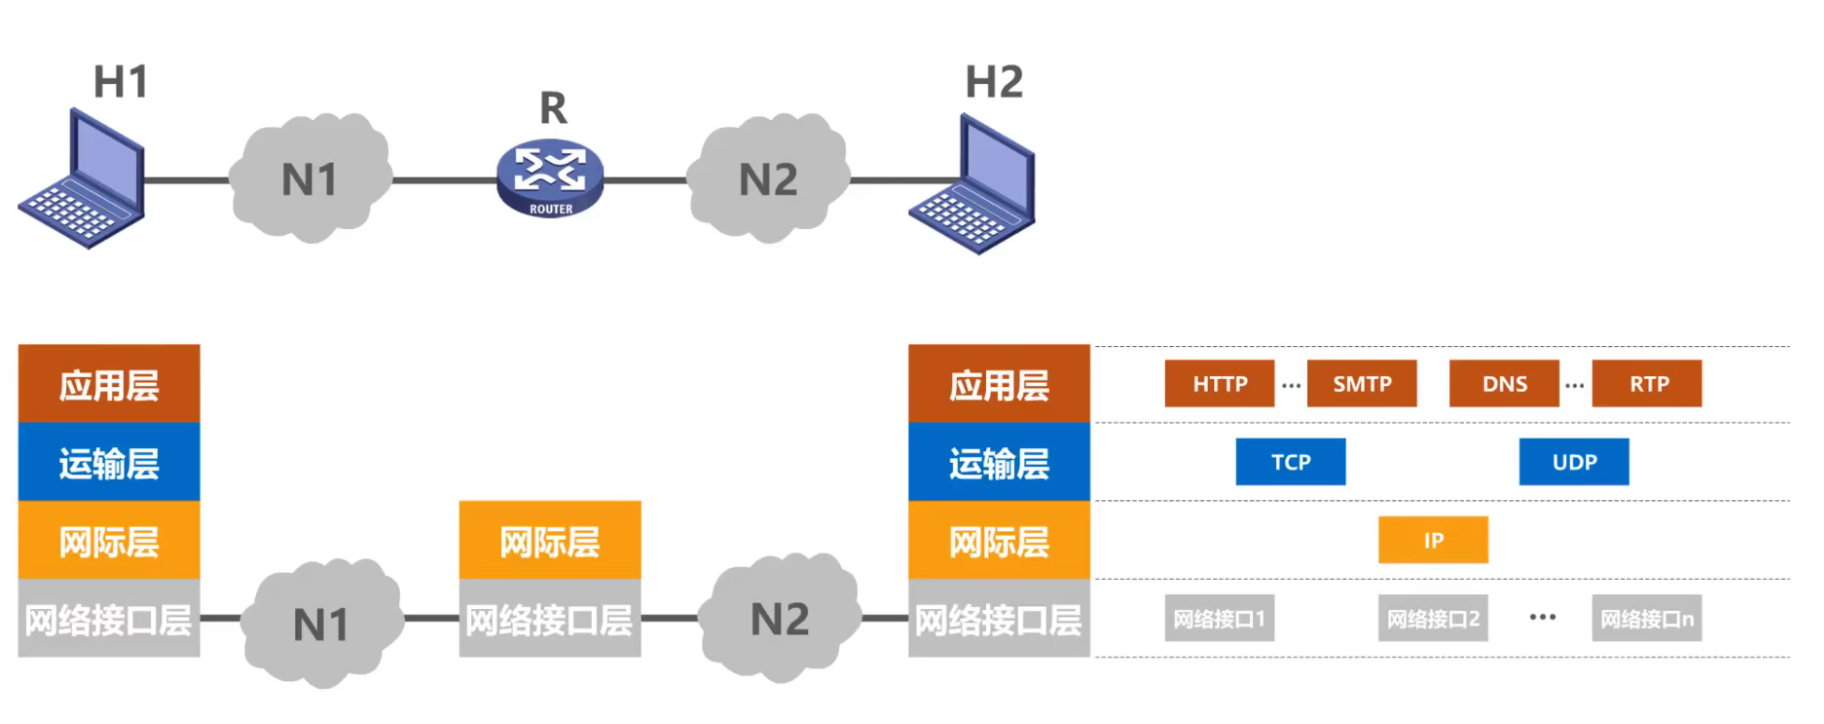 H1
R
H2
N1
ROUTER
N2
应用层
应用层
HTTP ... SMTP DNS ... RTP
运输层
运输层
TCP UDP
网际层
网际层
网际层
IP
网络接口层
N1
网络接口层
N2
网络接口层
网络接口1 网络接口2 ... 网络接口n